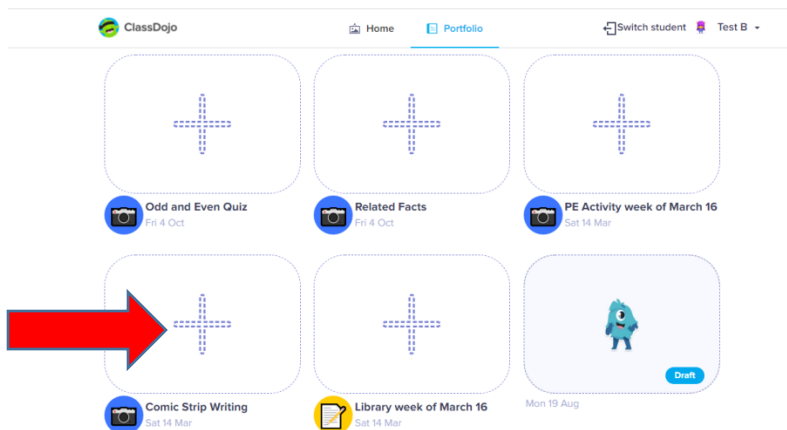 ClassDojo Home Portfolio Switch student Test B
Odd and Even Quiz Related Facts PE Activity week of March 16
Fri 4 Oct Fri 4 Oct Sat 14 Mar
Draft
Comic Strip Writing Library week of March 16 Mon 19 Aug
Sat 14 Mar Sat 14 Mar